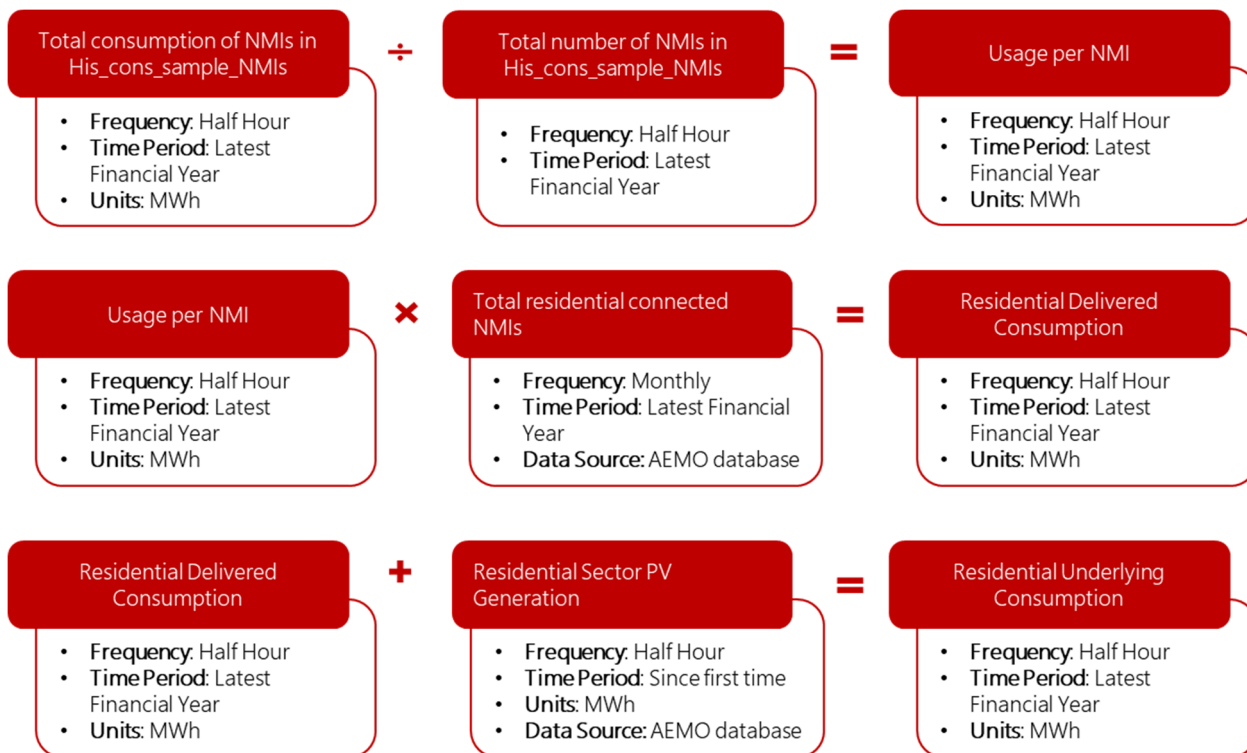 Total consumption of NMIs in
His_cons_sample_NMIs
• Frequency: Half Hour
• Time Period: Latest
Financial Year
• Units: MWh
÷
Total number of NMIs in
His_cons_sample_NMIs
• Frequency: Half Hour
• Time Period: Latest
Financial Year
=
Usage per NMI
• Frequency: Half Hour
• Time Period: Latest
Financial Year
• Units: MWh
Usage per NMI
• Frequency: Half Hour
• Time Period: Latest
Financial Year
• Units: MWh
×
Total residential connected
NMIs
• Frequency: Monthly
• Time Period: Latest Financial
Year
• Data Source: AEMO database
=
Residential Delivered
Consumption
• Frequency: Half Hour
• Time Period: Latest
Financial Year
• Units: MWh
Residential Delivered
Consumption
• Frequency: Half Hour
• Time Period: Latest
Financial Year
• Units: MWh
+
Residential Sector PV
Generation
• Frequency: Half Hour
• Time Period: Since first time
• Units: MWh
• Data Source: AEMO database
=
Residential Underlying
Consumption
• Frequency: Half Hour
• Time Period: Latest
Financial Year
• Units: MWh